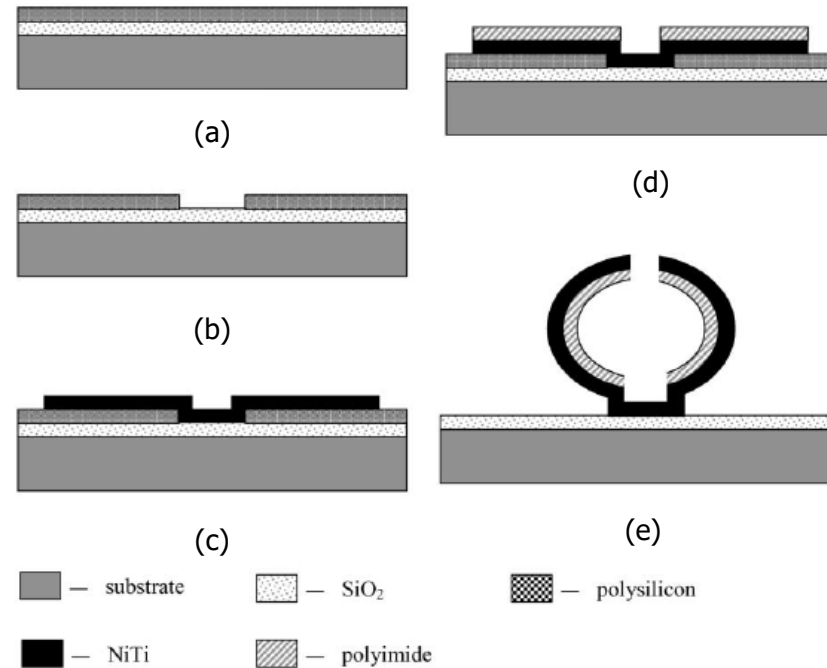 (a)
(b)
(c)
(d)
(e)
— substrate
— SiO₂
— polysilicon
— NiTi
— polyimide